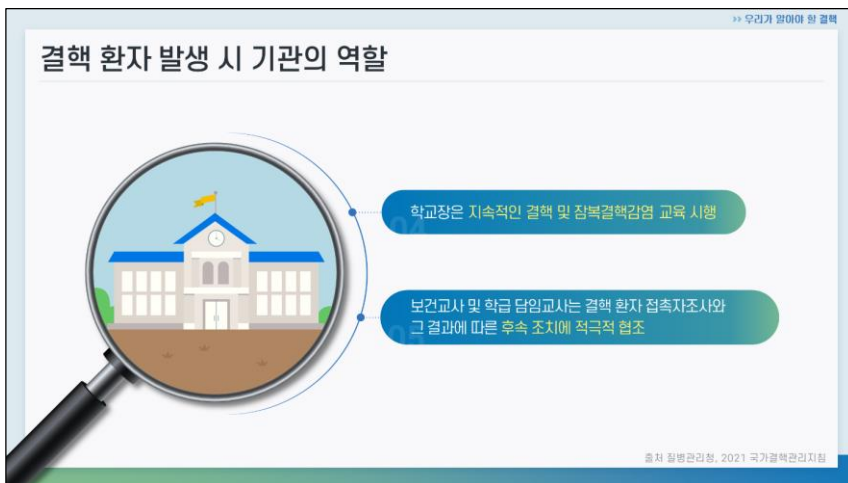 >> 우리가 알아야 할 결핵
결핵 환자 발생 시 기관의 역할
04
학교장은 지속적인 결핵 및 잠복결핵감염 교육 시행
05
보건교사 및 학급 담임교사는 결핵 환자 접촉자조사와
그 결과에 따른 후속 조치에 적극적 협조
출처 질병관리청, 2021 국가결핵관리지침